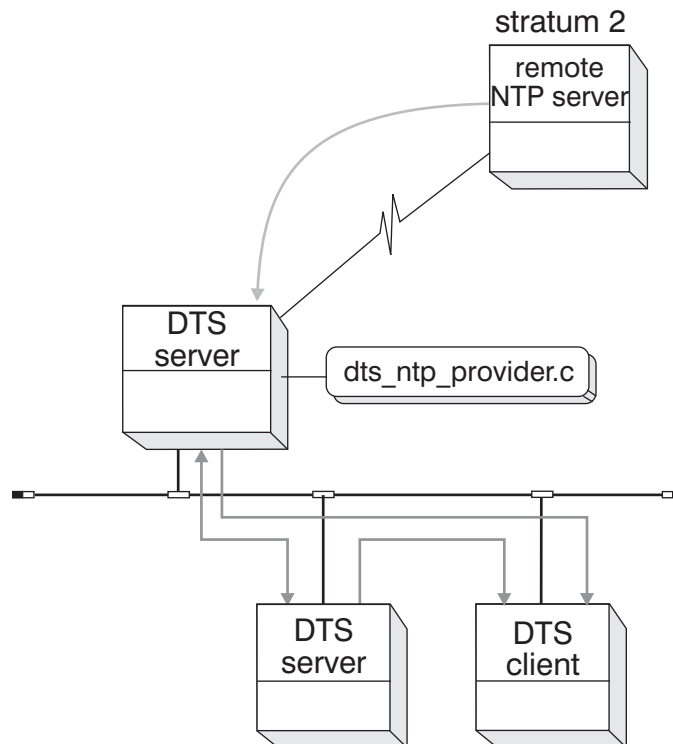 stratum 2
remote
NTP server
DTS
server
dts_ntp_provider.c
DTS
server
DTS
client